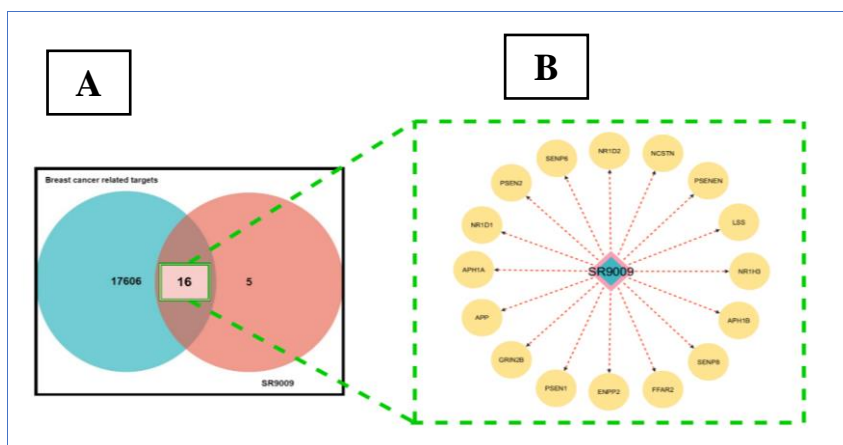 A
B
Breast cancer related targets
17606
16
5
SR9009
NR1D2
NCSTN
SENP6
PSENEN
PSEN2
LSS
NR1D1
SR9009
NR1H3
APH1A
APH1B
APP
SENP8
GRIN2B
FFAR2
PSEN1
ENPP2